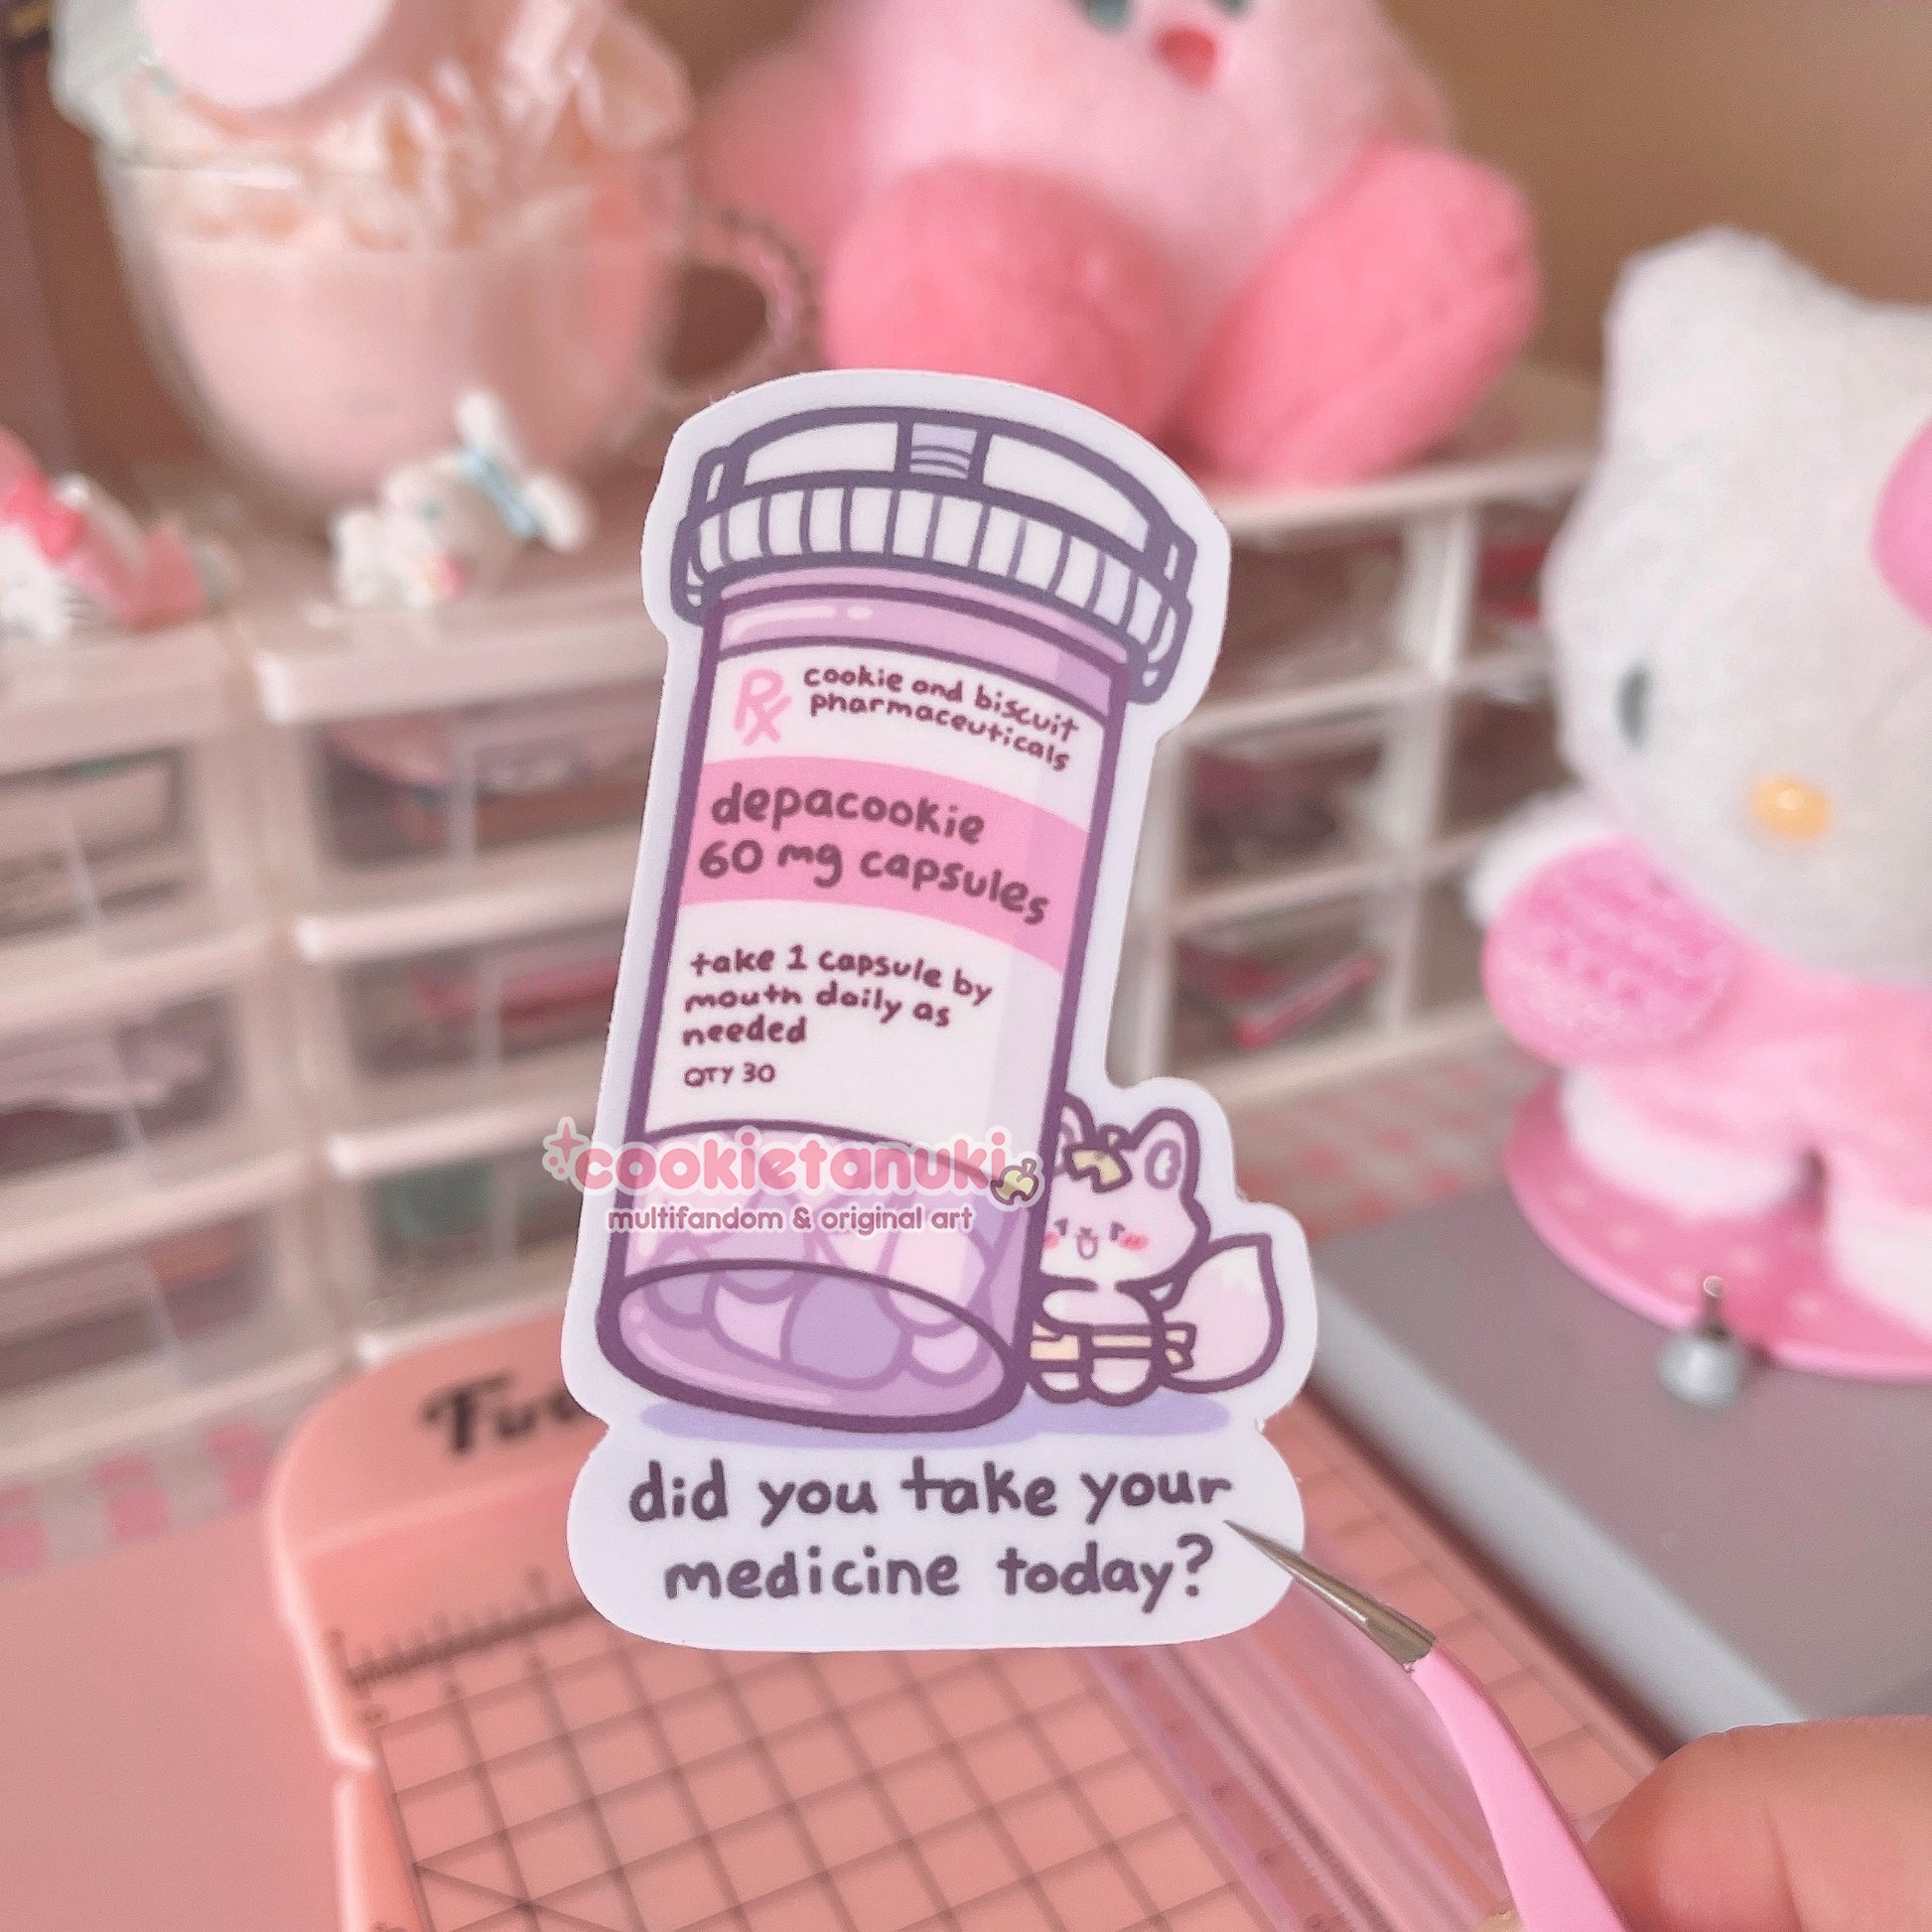 Rx cookie and biscuit
pharmaceuticals
depacookie
60 mg capsules
take 1 capsule by
mouth daily as
needed
QTY 30
cookietanuki
multifandom & original art
did you take your
medicine today?